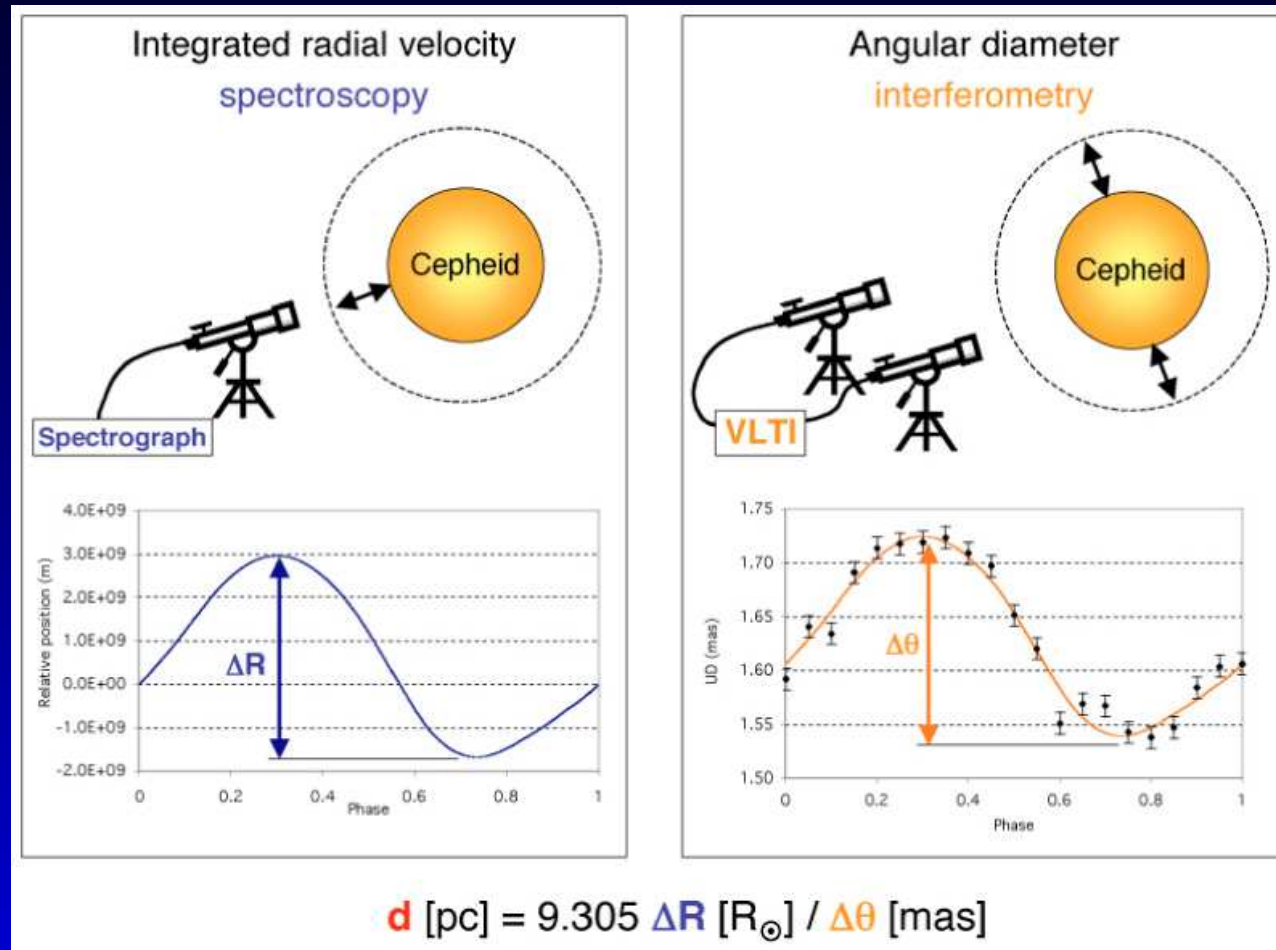 Integrated radial velocity
spectroscopy
Cepheid
Spectrograph
4.0E+09
3.0E+09
2.0E+09
1.0E+09
0.0E+00
-1.0E+09
-2.0E+09
Relative position (m)
ΔR
0
0.2
0.4
0.6
0.8
1
Phase
Angular diameter
interferometry
Cepheid
VLTI
1.75
1.70
1.65
1.60
1.55
1.50
UD (mas)
Δθ
0
0.2
0.4
0.6
0.8
1
Phase
d [pc] = 9.305 ΔR [R☉] / Δθ [mas]